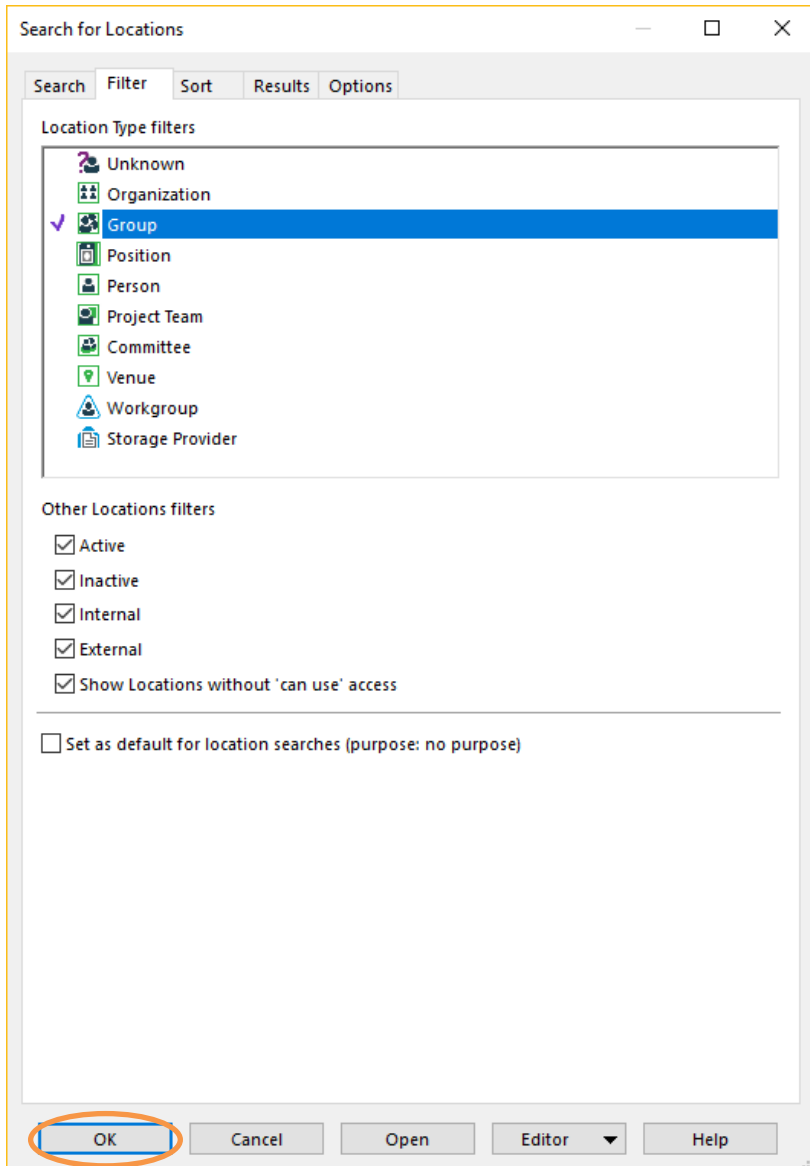 Search for Locations
Search Filter Sort Results Options
Location Type filters
Unknown
Organization
Group
Position
Person
Project Team
Committee
Venue
Workgroup
Storage Provider
Other Locations filters
Active
Inactive
Internal
External
Show Locations without 'can use' access
Set as default for location searches (purpose: no purpose)
OK Cancel Open Editor Help